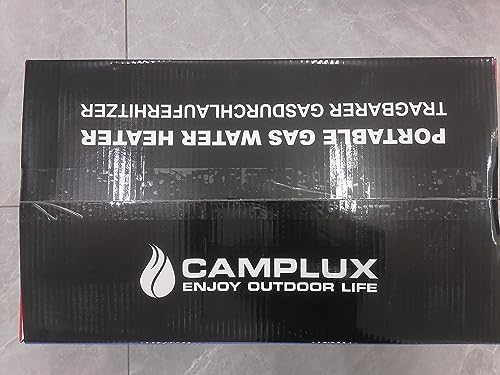 PORTABLE GAS WATER HEATER
TRAGBARER GASDURCHLAUFERHITZER
CAMPLUX
ENJOY OUTDOOR LIFE